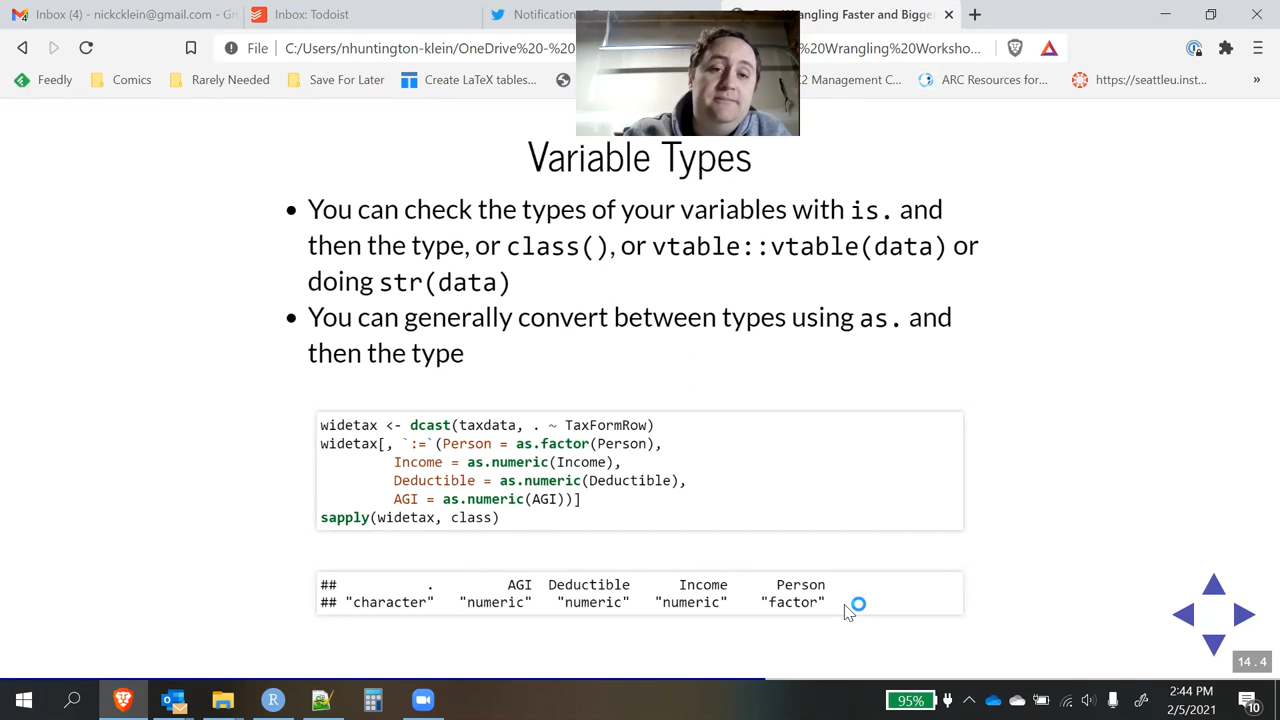 Inbox - nickcklein@gmail.com - Gm
Inbox: Todoist
Notification
Wrangling Faster and Bigge
File
C:/Users/nhuntington-klein/OneDrive%20-%20
%20Wrangling%20Worksho...
Feedly
Comics
Rarely Needed
Save For Later
Create LaTeX tables...
C2 Management C...
ARC Resources for...
https://seattleu.inst...
»
Variable Types
• You can check the types of your variables with is. and
then the type, or class(), or vtable::vtable(data) or
doing str(data)
• You can generally convert between types using as. and
then the type
widetax <- dcast(taxdata, . ~ TaxFormRow)
widetax[, `:=`(Person = as.factor(Person),
Income = as.numeric(Income),
Deductible = as.numeric(Deductible),
AGI = as.numeric(AGI))]
sapply(widetax, class)
## . AGI Deductible Income Person
## "character" "numeric" "numeric" "numeric" "factor"
14.4
95%
2:44 PM
2/5/2021
10